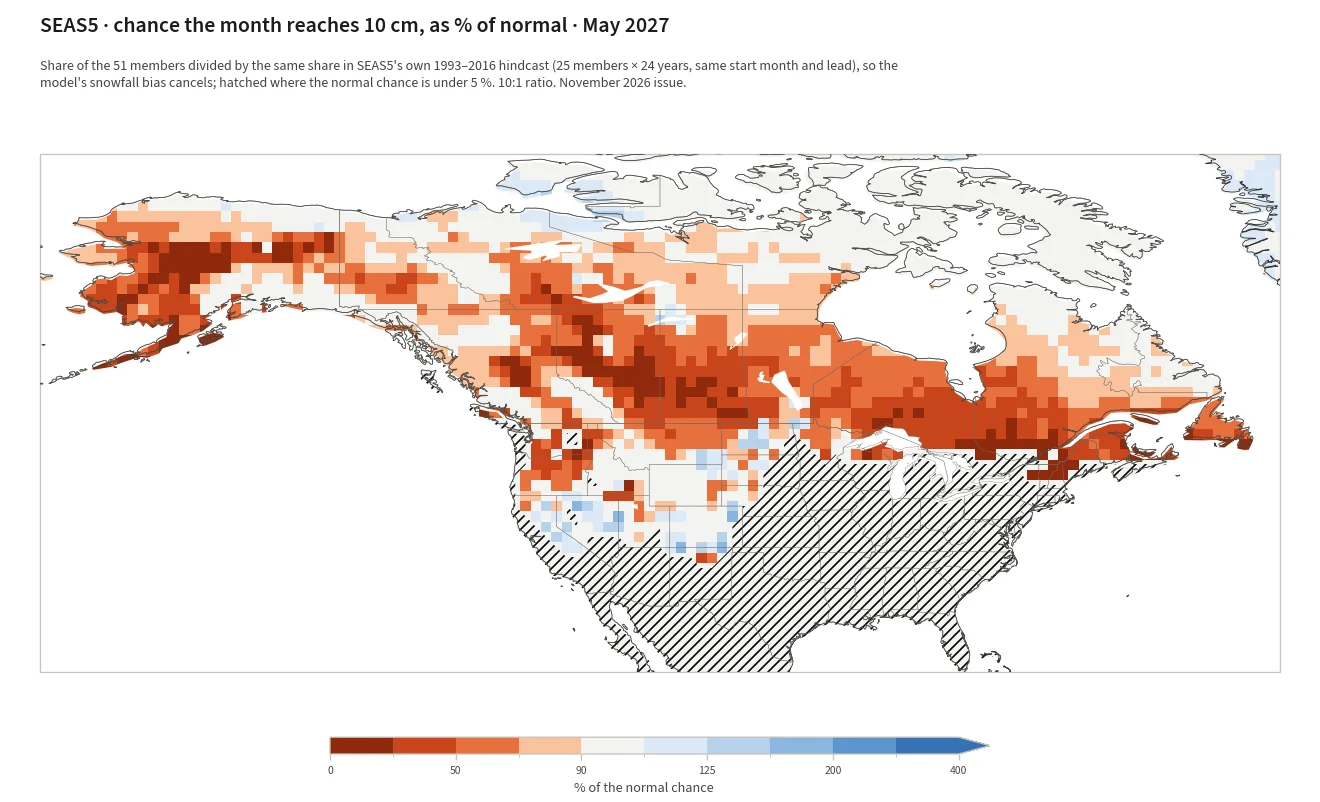 SEAS5 · chance the month reaches 10 cm, as % of normal · May 2027
Share of the 51 members divided by the same share in SEAS5's own 1993–2016 hindcast (25 members × 24 years, same start month and lead), so the
model's snowfall bias cancels; hatched where the normal chance is under 5 %. 10:1 ratio. November 2026 issue.
0 50 90 125 200 400
% of the normal chance